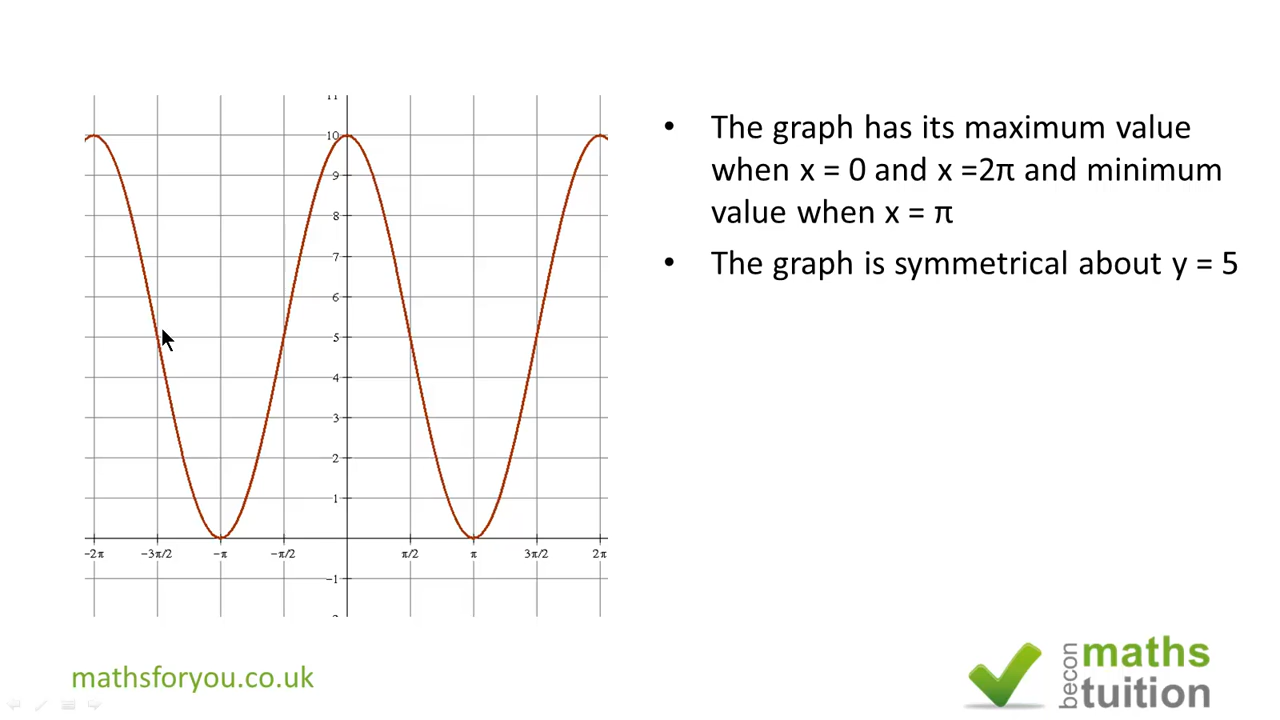 11
10
9
8
7
6
5
4
3
2
1
−2π −3π/2 −π −π/2 π/2 π 3π/2 2π
−1
• The graph has its maximum value
when x = 0 and x =2π and minimum
value when x = π
• The graph is symmetrical about y = 5
mathsforyou.co.uk
becon
maths
tuition